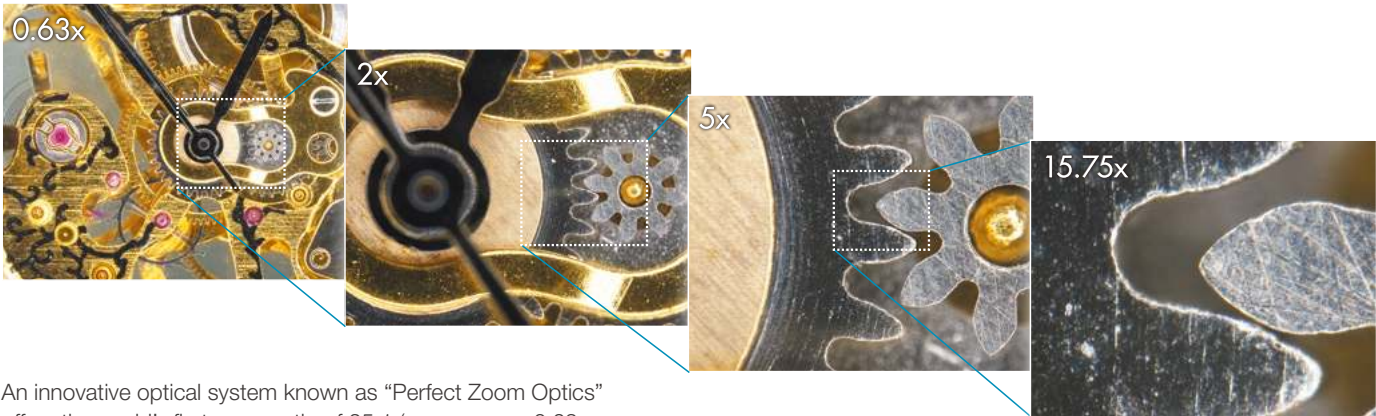 0.63x
2x
5x
15.75x
An innovative optical system known as “Perfect Zoom Optics”